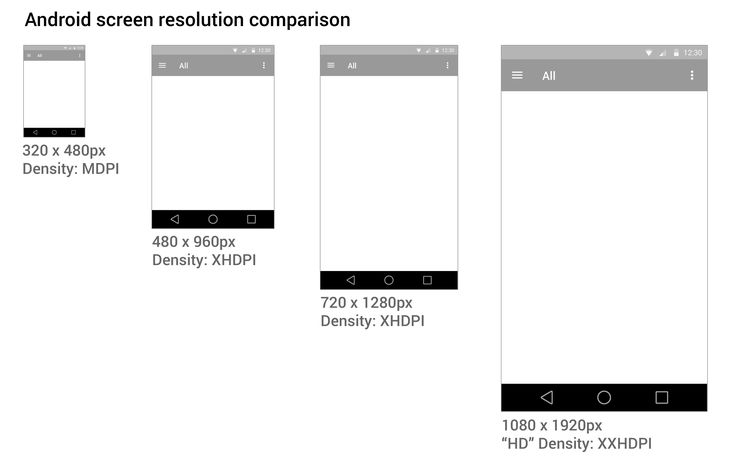 Android screen resolution comparison
All
320 x 480px
Density: MDPI
12:30
All
480 x 960px
Density: XHDPI
12:30
All
720 x 1280px
Density: XHDPI
12:30
All
1080 x 1920px
“HD” Density: XXHDPI